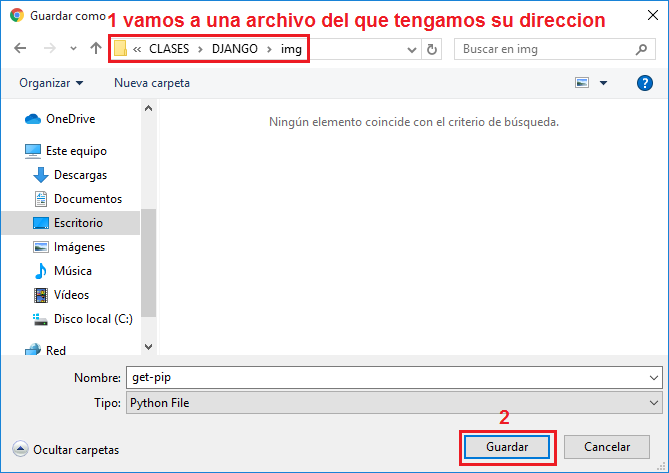 Guardar como
1 vamos a una archivo del que tengamos su direccion
« CLASES > DJANGO > img
Buscar en img
Organizar
Nueva carpeta
?
OneDrive
Ningún elemento coincide con el criterio de búsqueda.
Este equipo
Descargas
Documentos
Escritorio
Imágenes
Música
Vídeos
Disco local (C:)
Red
Nombre: get-pip
Tipo: Python File
2
Ocultar carpetas
Guardar
Cancelar